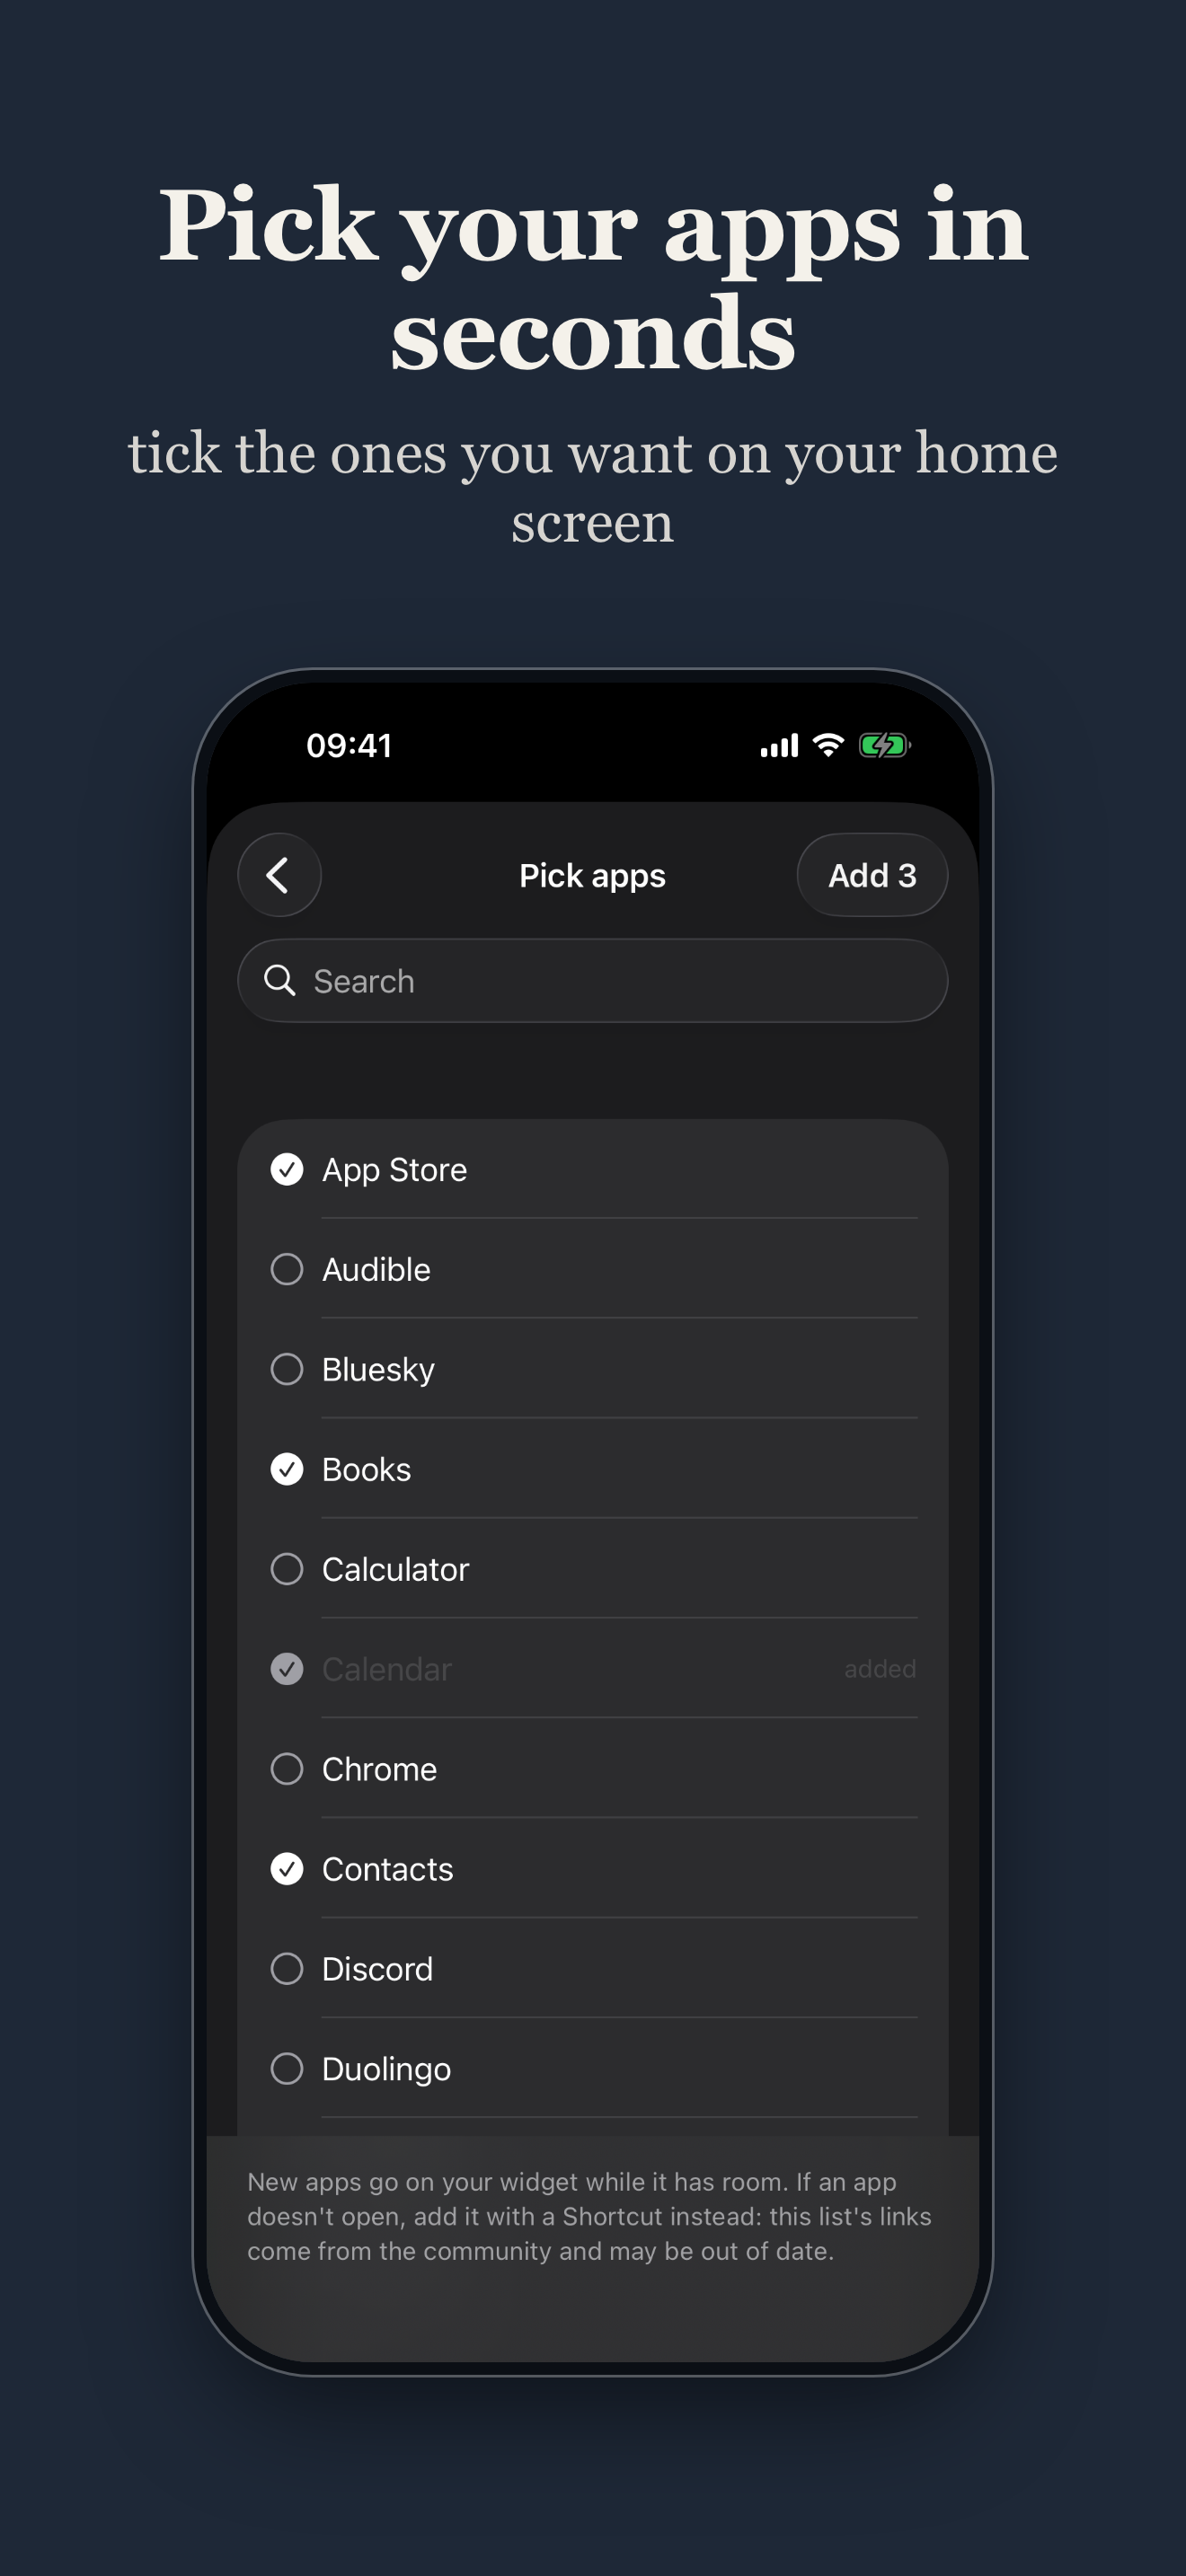 Pick your apps in
seconds
tick the ones you want on your home
screen
09:41
Pick apps
Add 3
Search
App Store
Audible
Bluesky
Books
Calculator
Calendar
added
Chrome
Contacts
Discord
Duolingo
New apps go on your widget while it has room. If an app
doesn't open, add it with a Shortcut instead: this list's links
come from the community and may be out of date.